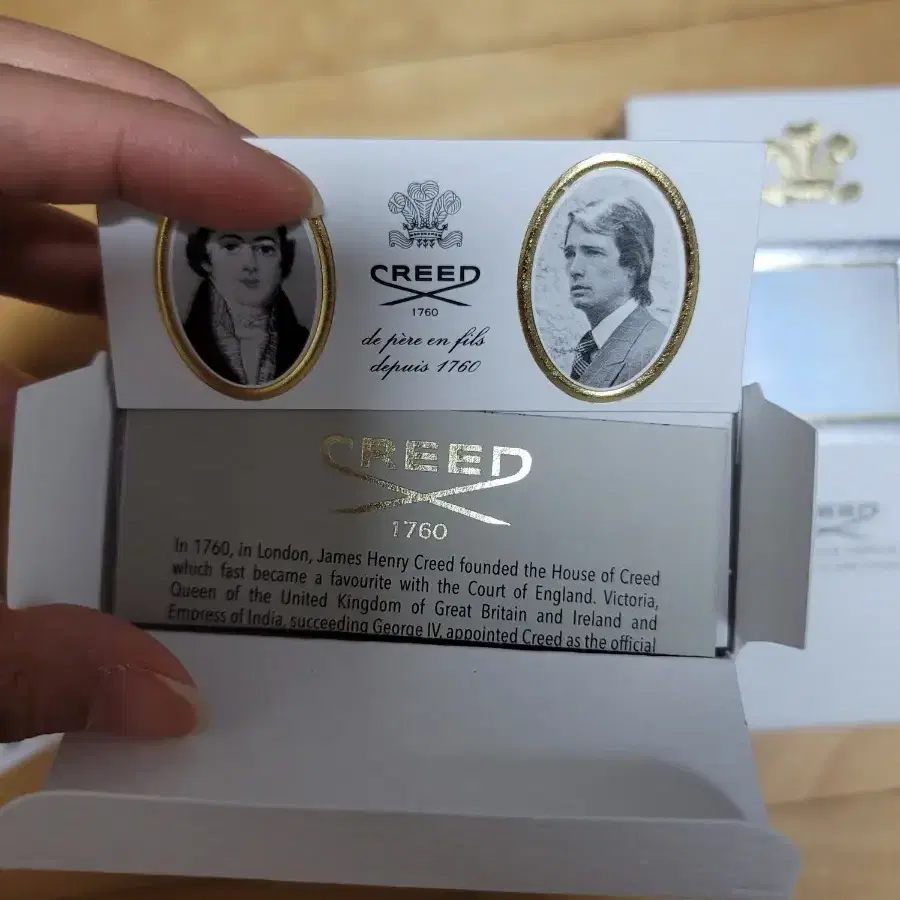 CREED
1760
de père en fils
depuis 1760
CREED
1760
In 1760, in London, James Henry Creed founded the House of Creed
which fast became a favourite with the Court of England. Victoria,
Queen of the United Kingdom of Great Britain and Ireland and
Empress of India, succeeding George IV, appointed Creed as the official